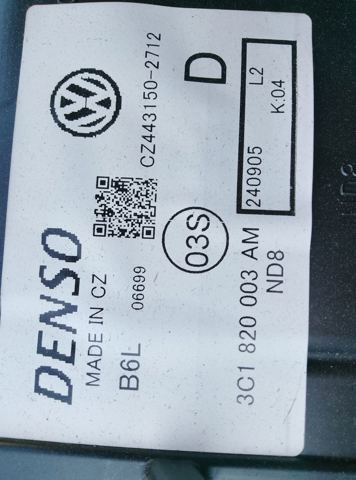 DENSO
MADE IN CZ
B6L
06699
CZ443150-2712
03S
D
3C1 820 003 AM
ND8
240905 L2
K:04